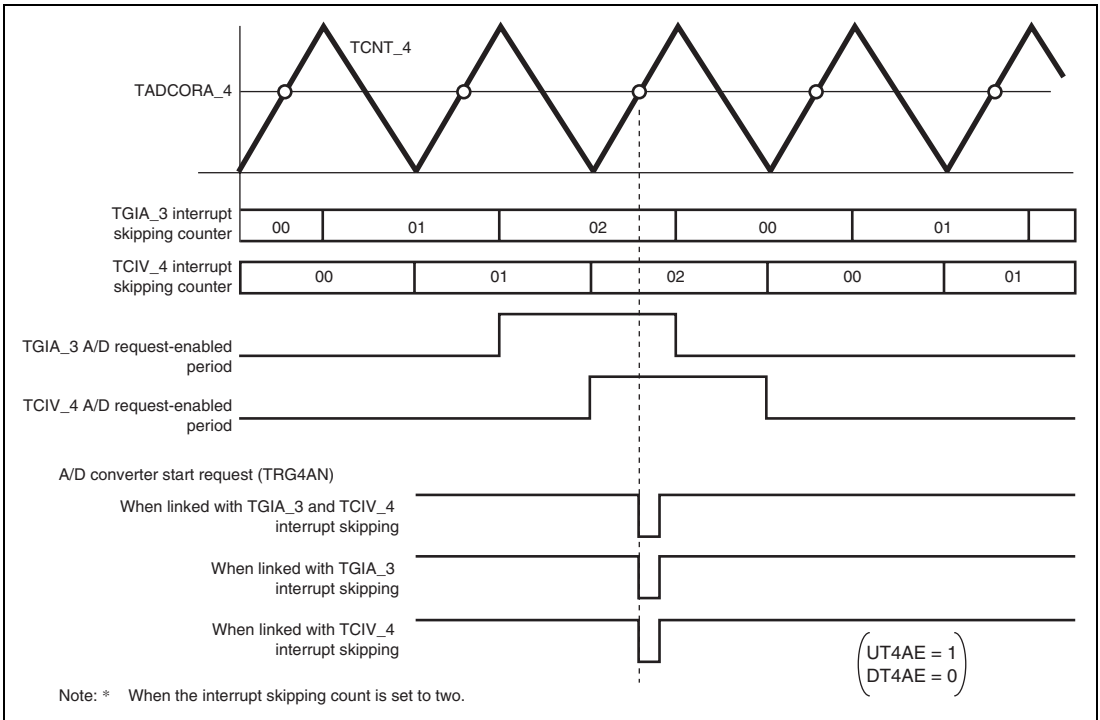 TCNT_4
TADCORA_4
TGIA_3 interrupt
skipping counter
00 01 02 00 01
TCIV_4 interrupt
skipping counter
00 01 02 00 01
TGIA_3 A/D request-enabled
period
TCIV_4 A/D request-enabled
period
A/D converter start request (TRG4AN)
When linked with TGIA_3 and TCIV_4
interrupt skipping
When linked with TGIA_3
interrupt skipping
When linked with TCIV_4
interrupt skipping
UT4AE = 1
DT4AE = 0
Note: * When the interrupt skipping count is set to two.